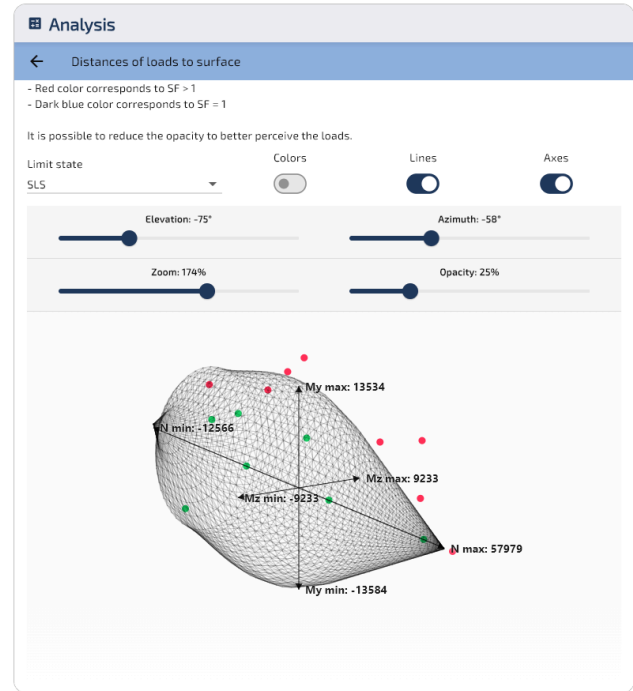 Analysis
Distances of loads to surface
- Red color corresponds to SF > 1
- Dark blue color corresponds to SF = 1
It is possible to reduce the opacity to better perceive the loads.
Limit state
SLS
Colors
Lines
Axes
Elevation: -75°
Azimuth: -58°
Zoom: 174%
Opacity: 25%
My max: 13534
N min: -12566
Mz max: 9233
Mz min: -9233
N max: 57979
My min: -13584